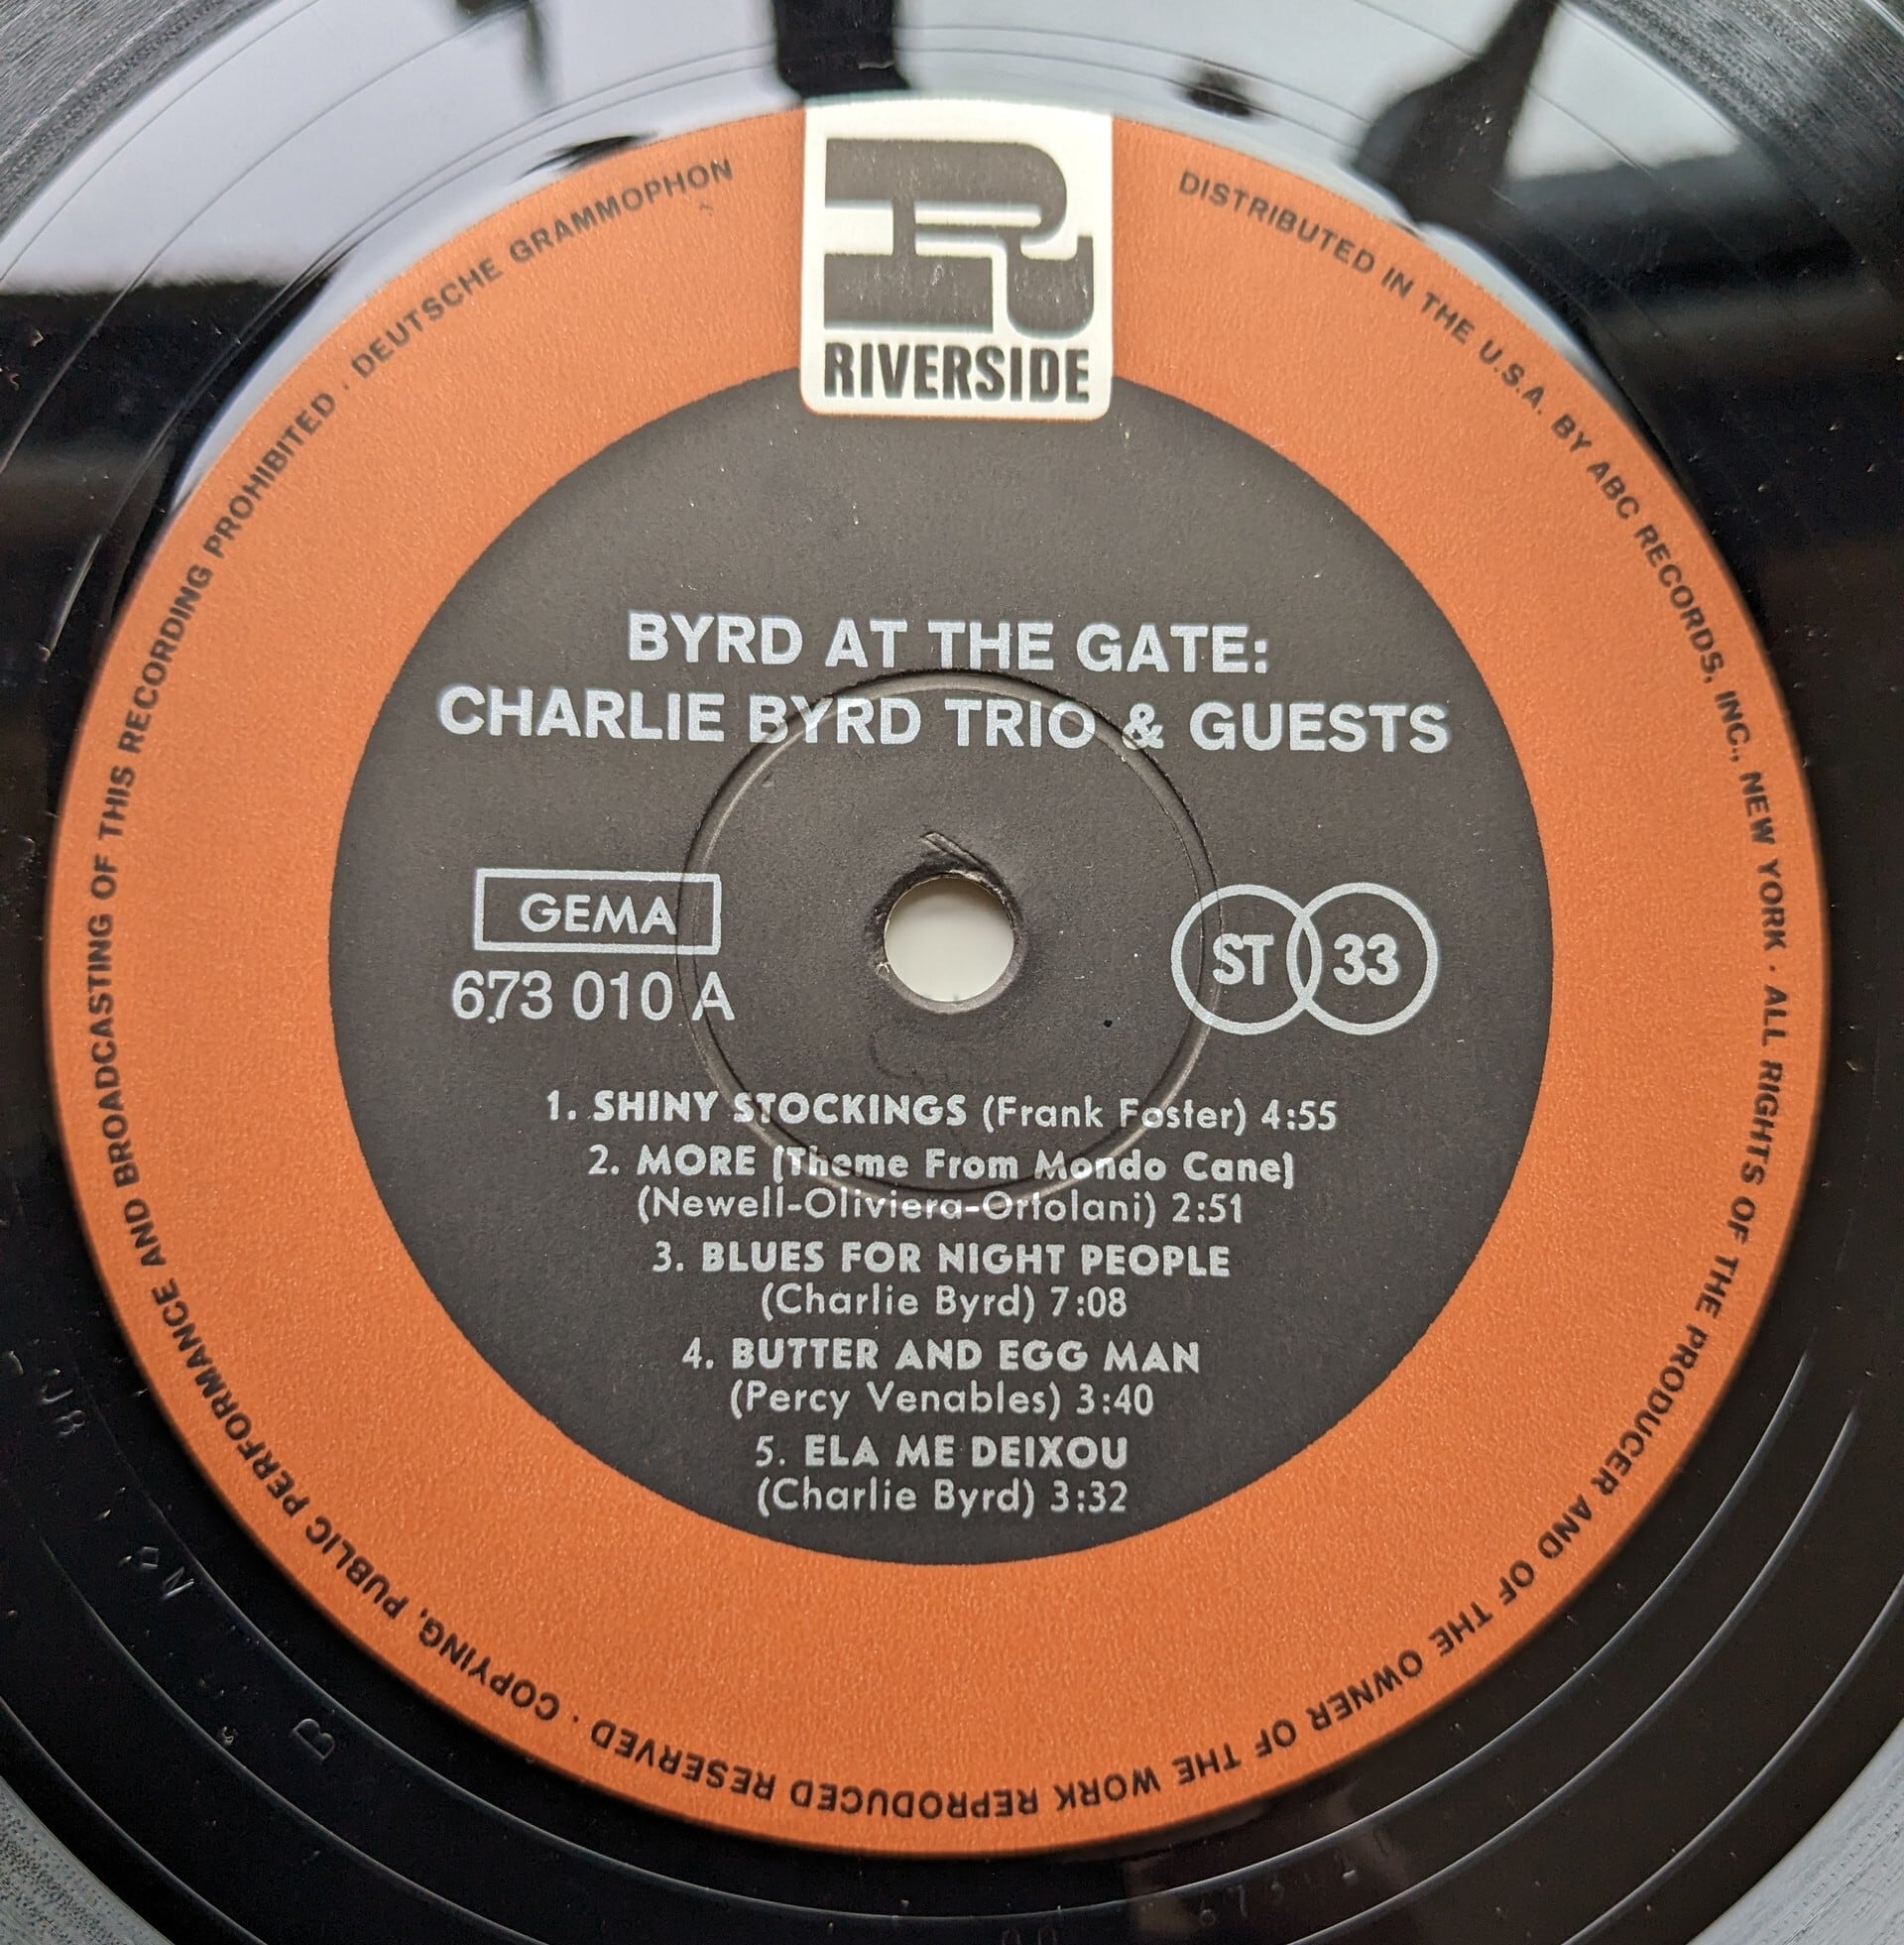 RIVERSIDE
DISTRIBUTED IN THE U.S.A. BY ABC RECORDS, INC., NEW YORK · ALL RIGHTS OF THE PRODUCER AND OF THE OWNER OF THE WORK REPRODUCED RESERVED · COPYING, PUBLIC PERFORMANCE AND BROADCASTING OF THIS RECORDING PROHIBITED · DEUTSCHE GRAMMOPHON
BYRD AT THE GATE:
CHARLIE BYRD TRIO & GUESTS
GEMA
673 010 A
ST 33
1. SHINY STOCKINGS (Frank Foster) 4:55
2. MORE (Theme From Mondo Cane)
(Newell-Oliviera-Ortolani) 2:51
3. BLUES FOR NIGHT PEOPLE
(Charlie Byrd) 7:08
4. BUTTER AND EGG MAN
(Percy Venables) 3:40
5. ELA ME DEIXOU
(Charlie Byrd) 3:32